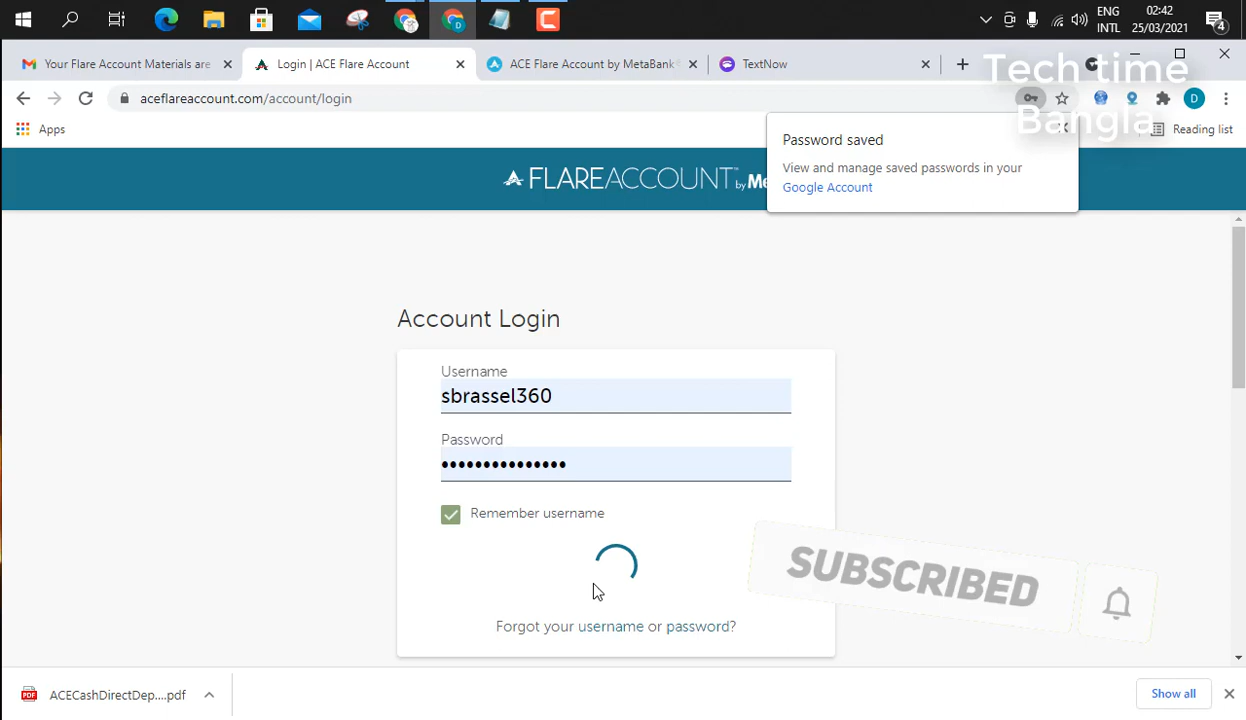 ENG
INTL
02:42
25/03/2021
4
Your Flare Account Materials are
Login | ACE Flare Account
ACE Flare Account by MetaBank
TextNow
Tech time
Bangla
aceflareaccount.com/account/login
D
Apps
Reading list
Password saved
View and manage saved passwords in your
Google Account
FLAREACCOUNT by Me
Account Login
Username
sbrassel360
Password
•••••••••••••••
Remember username
SUBSCRIBED
Forgot your username or password?
PDF
ACECashDirectDep....pdf
Show all